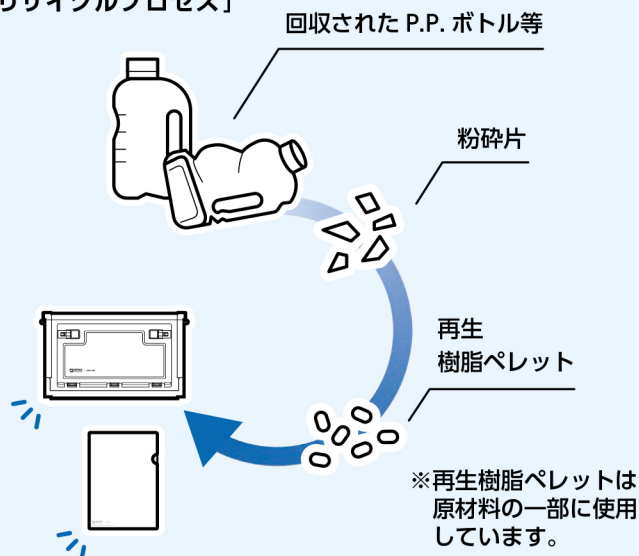 リサイクルプロセス］
回収された P.P. ボトル等
粉砕片
再生
樹脂ペレット
※再生樹脂ペレットは
原材料の一部に使用
しています。